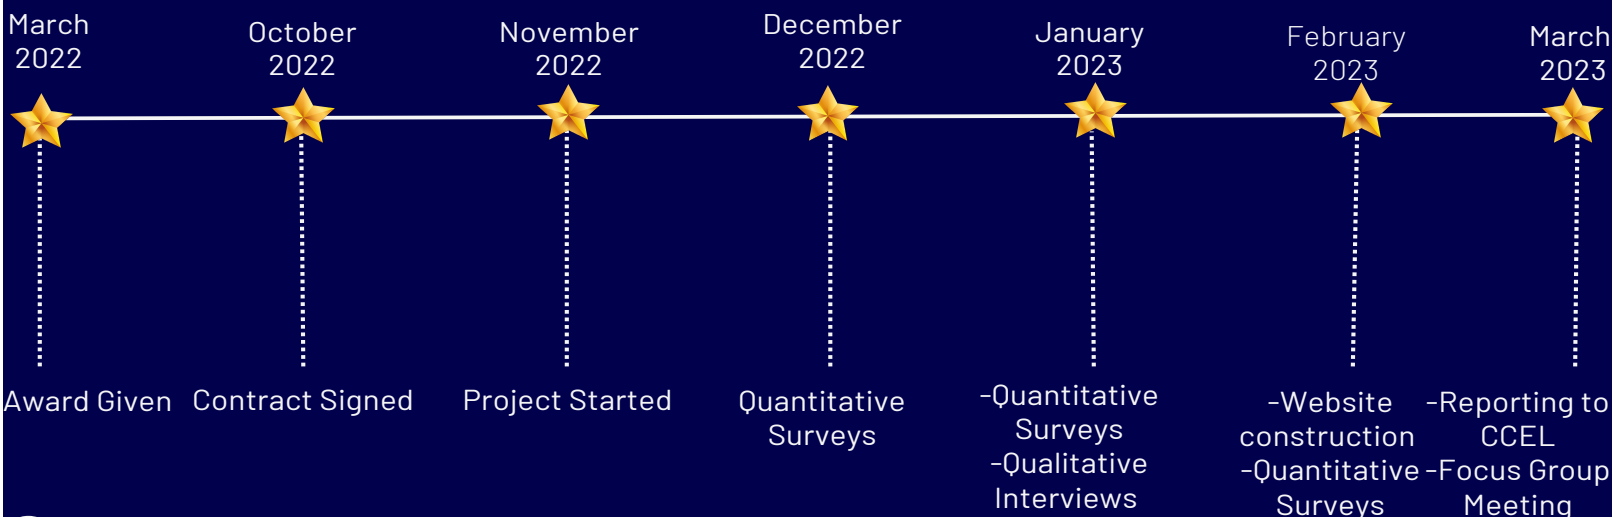 March
2022
October
2022
November
2022
December
2022
January
2023
February
2023
March
2023
Award Given
Contract Signed
Project Started
Quantitative
Surveys
-Quantitative
Surveys
-Qualitative
Interviews
-Website
construction
-Quantitative
Surveys
-Reporting to
CCEL
-Focus Group
Meeting